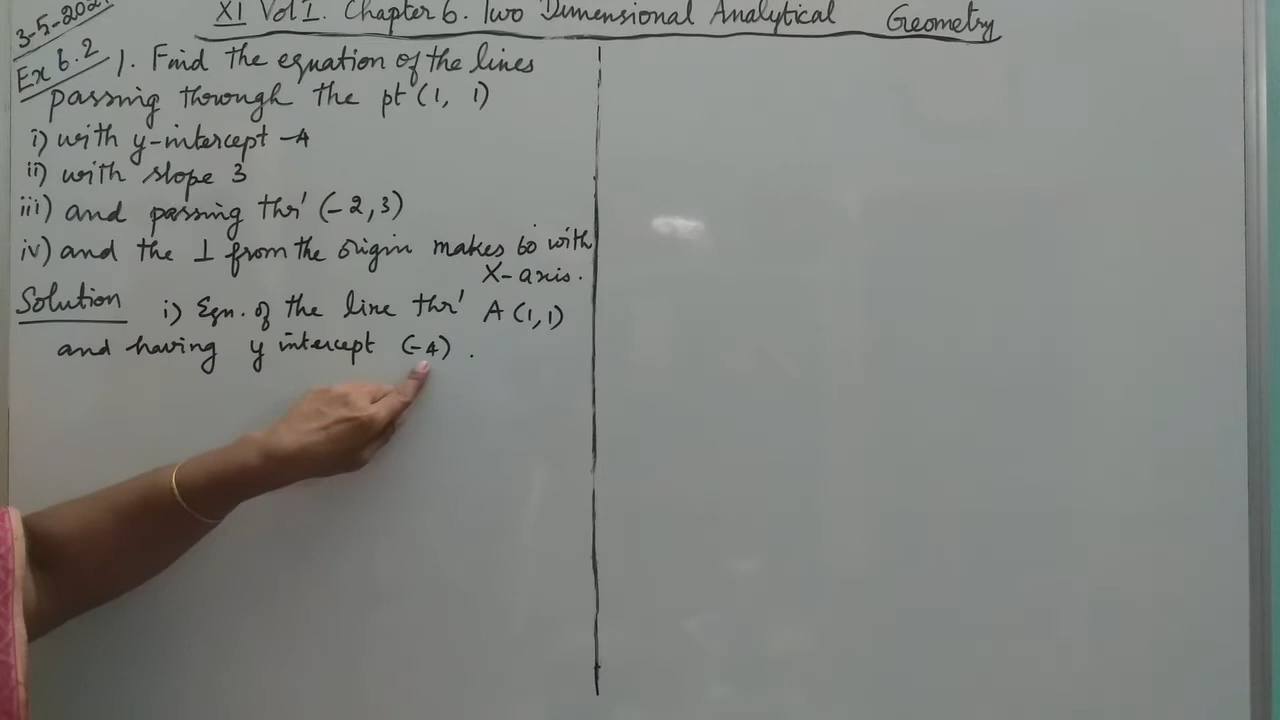 3-5-2021
XI Vol I. Chapter 6. Two Dimensional Analytical Geometry
Ex 6.2
1. Find the equation of the lines
passing through the pt (1, 1)
i) with y-intercept -4
ii) with slope 3
iii) and passing thr' (-2, 3)
iv) and the ⊥ from the origin makes 60° with
X-axis.
Solution i) Eqn. of the line thr' A (1, 1)
and having y intercept (-4).